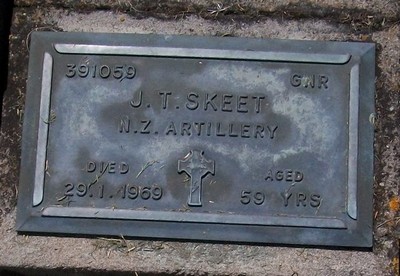 391059 GNR
J. T. SKEET
N.Z. ARTILLERY
DIED AGED
29.1.1969 59 YRS